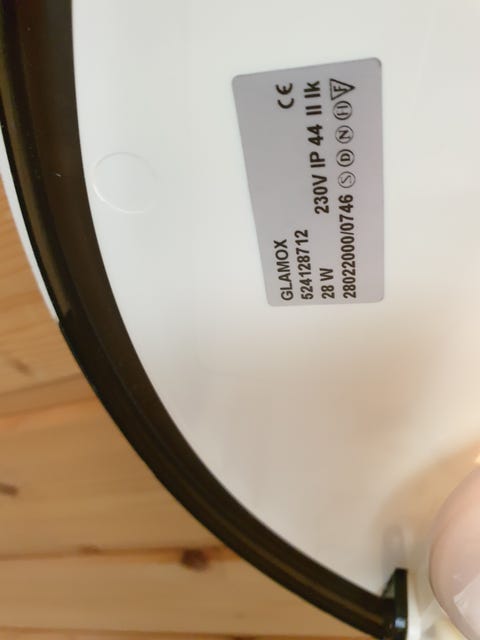 GLAMOX CE
524128712
28 W 230V IP 44 II Ik
28022000/0746 S D N H F